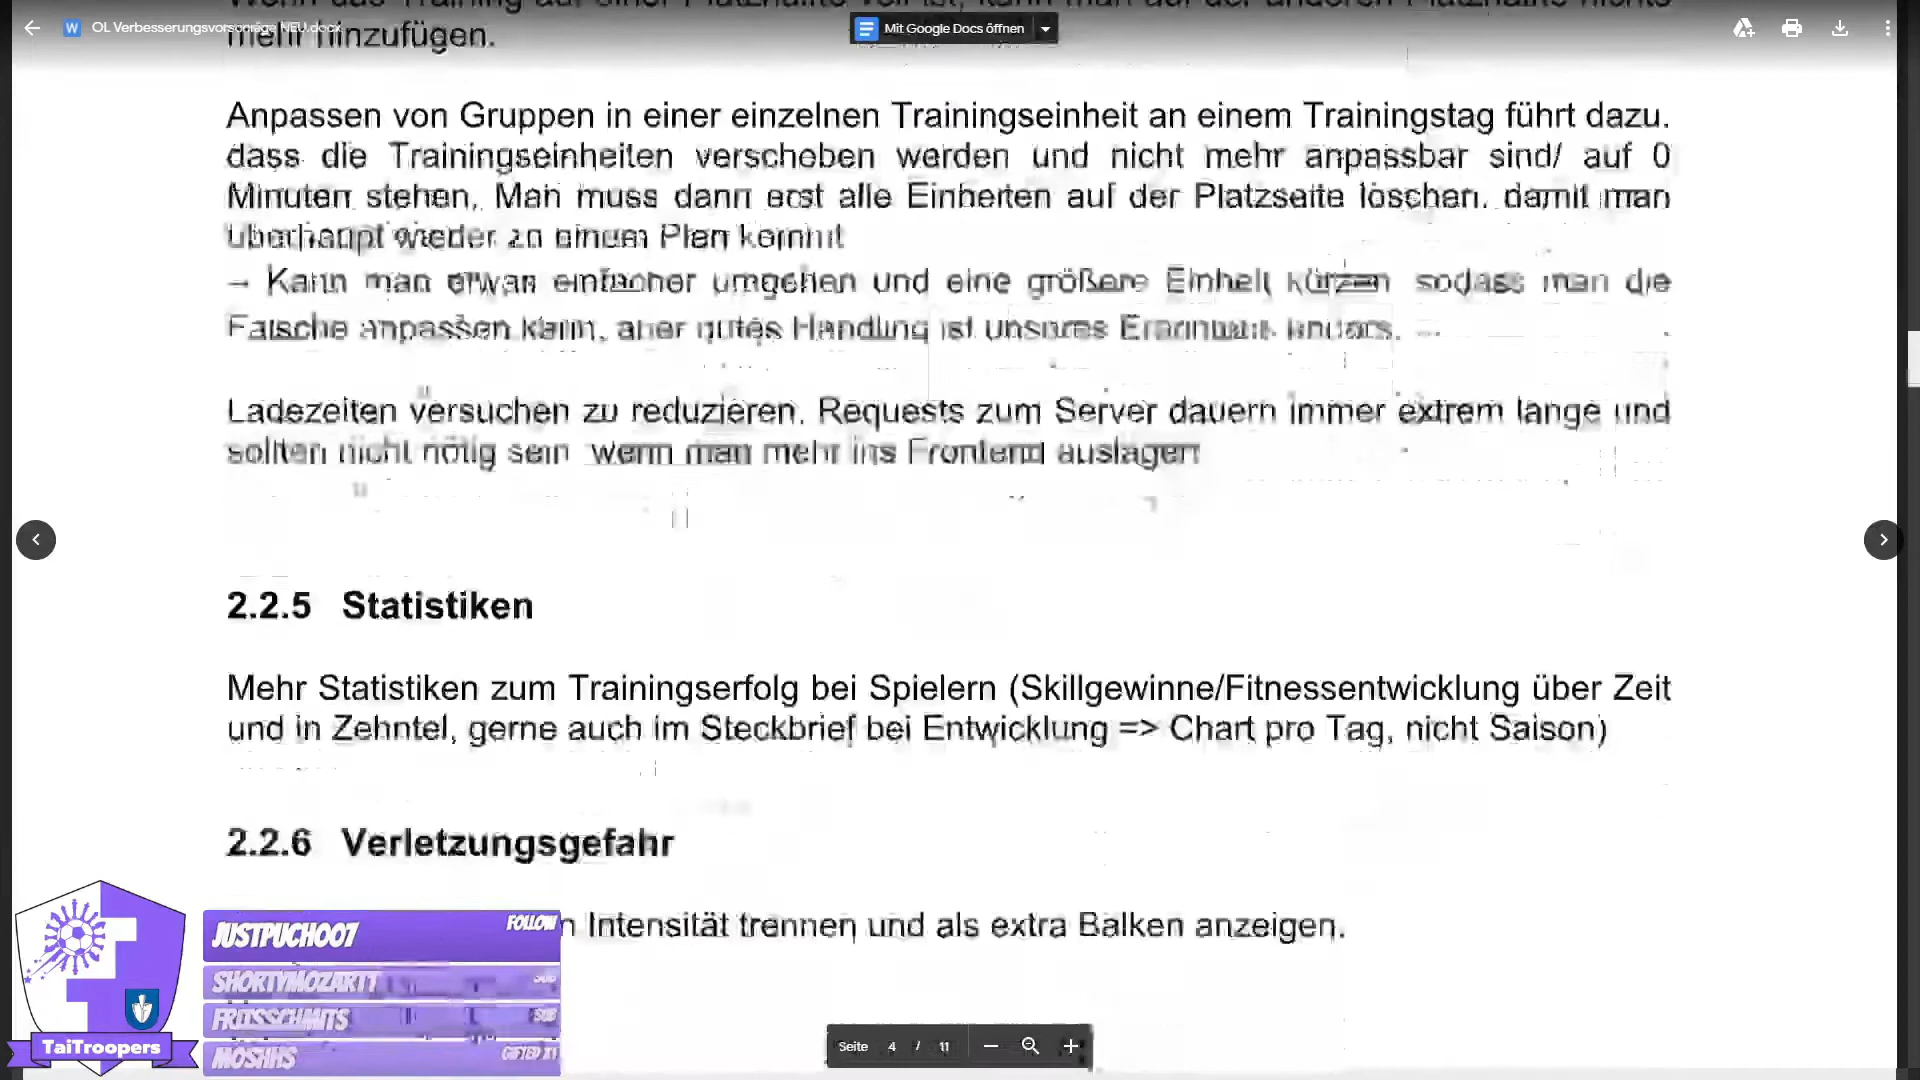 OL Verbesserungsvorschläge NEU.docx
Mit Google Docs öffnen
mehr hinzufügen.
Anpassen von Gruppen in einer einzelnen Trainingseinheit an einem Trainingstag führt dazu,
dass die Trainingseinheiten verschoben werden und nicht mehr anpassbar sind/ auf 0
Minuten stehen. Man muss dann erst alle Einheiten auf der Platzseite löschen, damit man
überhaupt wieder zu einem Plan kommt
→ Kann man etwas einfacher umgehen und eine größere Einheit kürzen sodass man die
Falsche anpassen kann, aber gutes Handling ist unseres Erachtens anders.
Ladezeiten versuchen zu reduzieren. Requests zum Server dauern immer extrem lange und
sollten nicht nötig sein wenn man mehr ins Frontend auslagert
2.2.5 Statistiken
Mehr Statistiken zum Trainingserfolg bei Spielern (Skillgewinne/Fitnessentwicklung über Zeit
und in Zehntel, gerne auch im Steckbrief bei Entwicklung => Chart pro Tag, nicht Saison)
2.2.6 Verletzungsgefahr
n Intensität trennen und als extra Balken anzeigen.
JUSTPUCHOO7 FOLLOW
SHORTYMOZART1 SUB
FRITSSCHMITS SUB
MOSHHS GIFTED X1
TaiTroopers
Seite 4 / 11